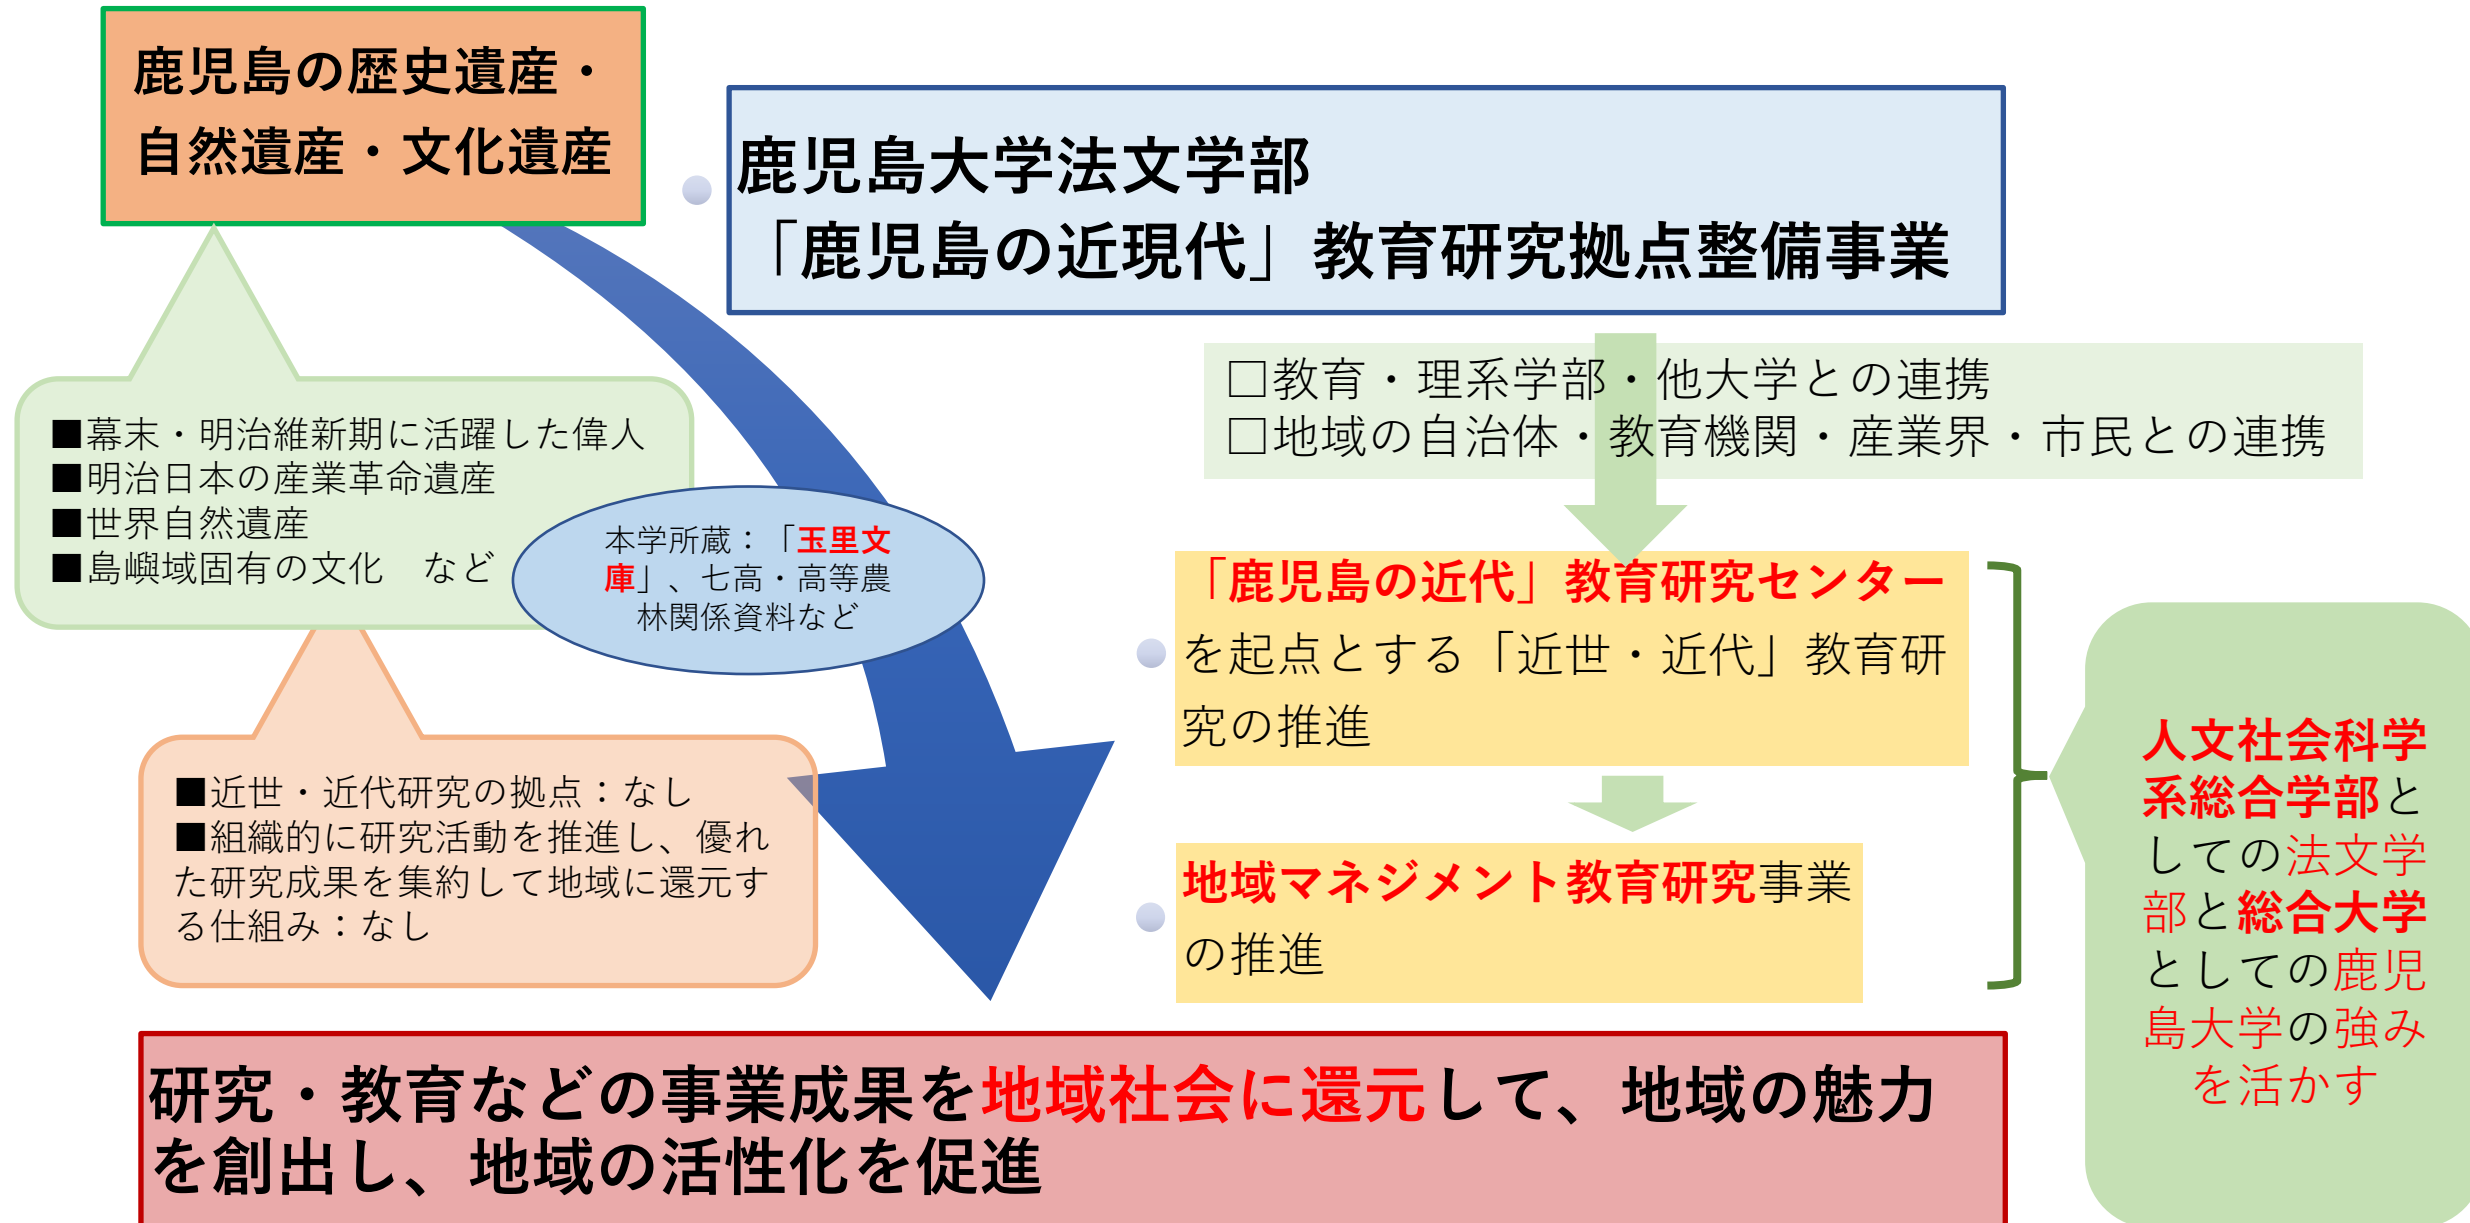 鹿児島の歴史遺産・
自然遺産・文化遺産
鹿児島大学法文学部
「鹿児島の近現代」教育研究拠点整備事業
□教育・理系学部・他大学との連携
□地域の自治体・教育機関・産業界・市民との連携
■幕末・明治維新期に活躍した偉人
■明治日本の産業革命遺産
■世界自然遺産
■島嶼域固有の文化　など
本学所蔵：「玉里文
庫」、七高・高等農
林関係資料など
■近世・近代研究の拠点：なし
■組織的に研究活動を推進し、優れ
た研究成果を集約して地域に還元す
る仕組み：なし
「鹿児島の近代」教育研究センター
を起点とする「近世・近代」教育研
究の推進
地域マネジメント教育研究事業
の推進
人文社会科学
系総合学部と
しての法文学
部と総合大学
としての鹿児
島大学の強み
を活かす
研究・教育などの事業成果を地域社会に還元して、地域の魅力
を創出し、地域の活性化を促進